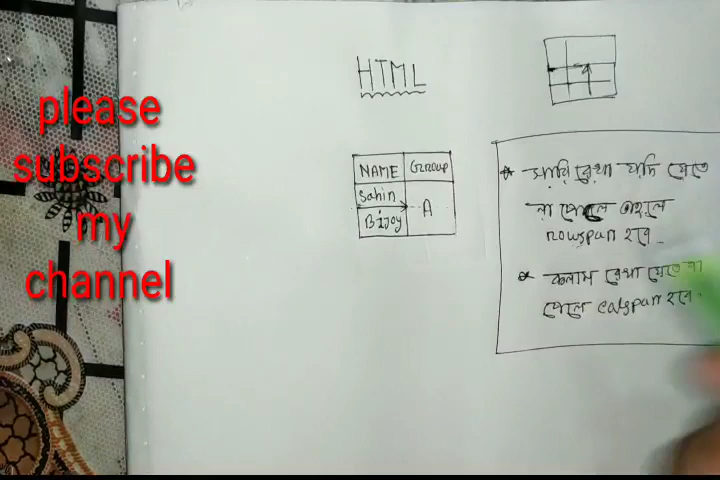 please
subscribe
my
channel
HTML
NAME Group
Sahin
Bijoy A
সারি রেখা যদি যেতে
না পেলে তাহলে
rowspan হবে
কলাম রেখা যেতে না
পেলে colspan হবে